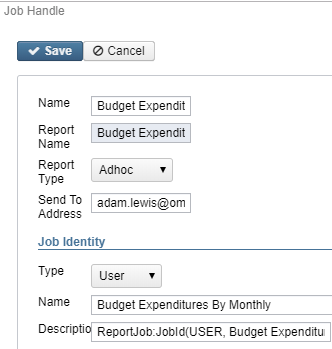 Job Handle
Save Cancel
Name Budget Expendit
Report Name Budget Expendit
Report Type Adhoc
Send To Address adam.lewis@om
Job Identity
Type User
Name Budget Expenditures By Monthly
Descriptio ReportJob:JobId(USER, Budget Expenditu